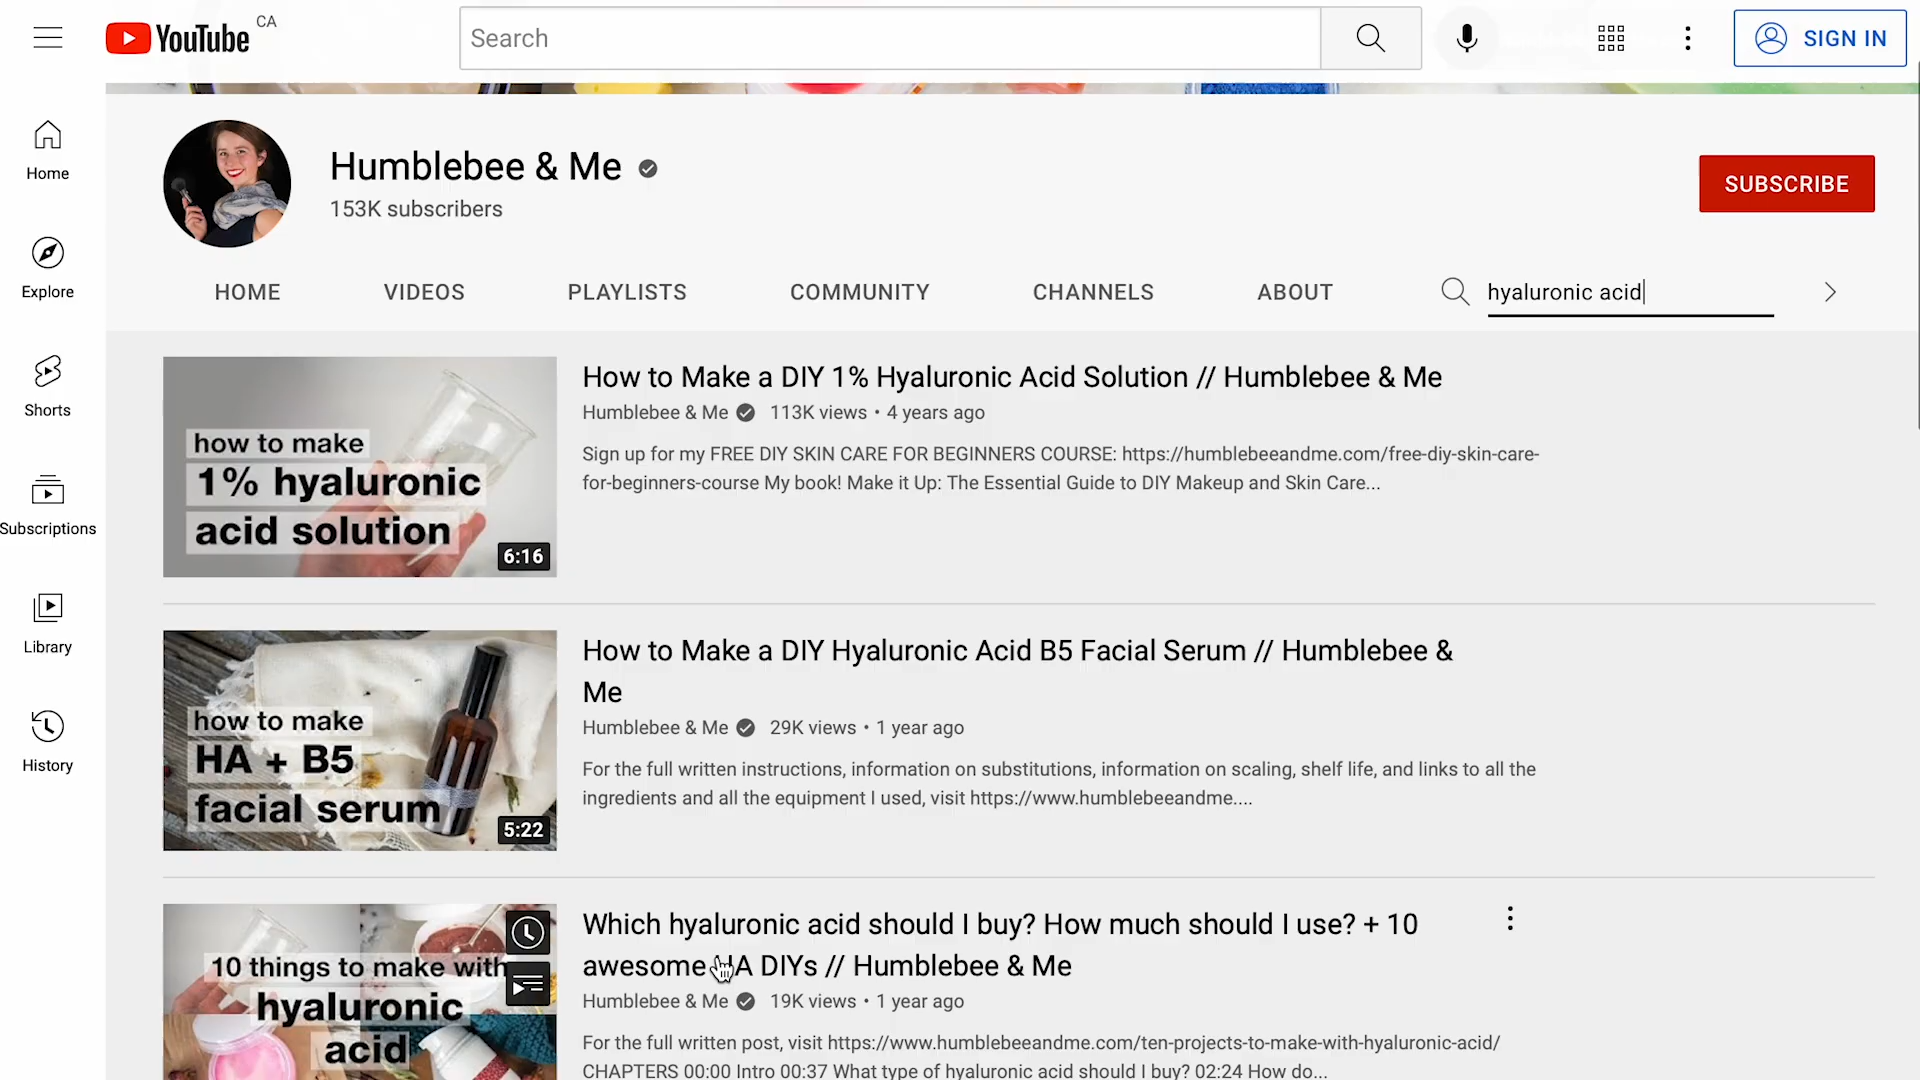 YouTube CA
Search
SIGN IN
Home
Explore
Shorts
Subscriptions
Library
History
Humblebee & Me
153K subscribers
SUBSCRIBE
HOME VIDEOS PLAYLISTS COMMUNITY CHANNELS ABOUT hyaluronic acid
how to make
1% hyaluronic
acid solution
6:16
How to Make a DIY 1% Hyaluronic Acid Solution // Humblebee & Me
Humblebee & Me 113K views • 4 years ago
Sign up for my FREE DIY SKIN CARE FOR BEGINNERS COURSE: https://humblebeeandme.com/free-diy-skin-care-
for-beginners-course My book! Make it Up: The Essential Guide to DIY Makeup and Skin Care...
how to make
HA + B5
facial serum
5:22
How to Make a DIY Hyaluronic Acid B5 Facial Serum // Humblebee &
Me
Humblebee & Me 29K views • 1 year ago
For the full written instructions, information on substitutions, information on scaling, shelf life, and links to all the
ingredients and all the equipment I used, visit https://www.humblebeeandme....
10 things to make with
hyaluronic
acid
Which hyaluronic acid should I buy? How much should I use? + 10
awesome HA DIYs // Humblebee & Me
Humblebee & Me 19K views • 1 year ago
For the full written post, visit https://www.humblebeeandme.com/ten-projects-to-make-with-hyaluronic-acid/
CHAPTERS 00:00 Intro 00:37 What type of hyaluronic acid should I buy? 02:24 How do...